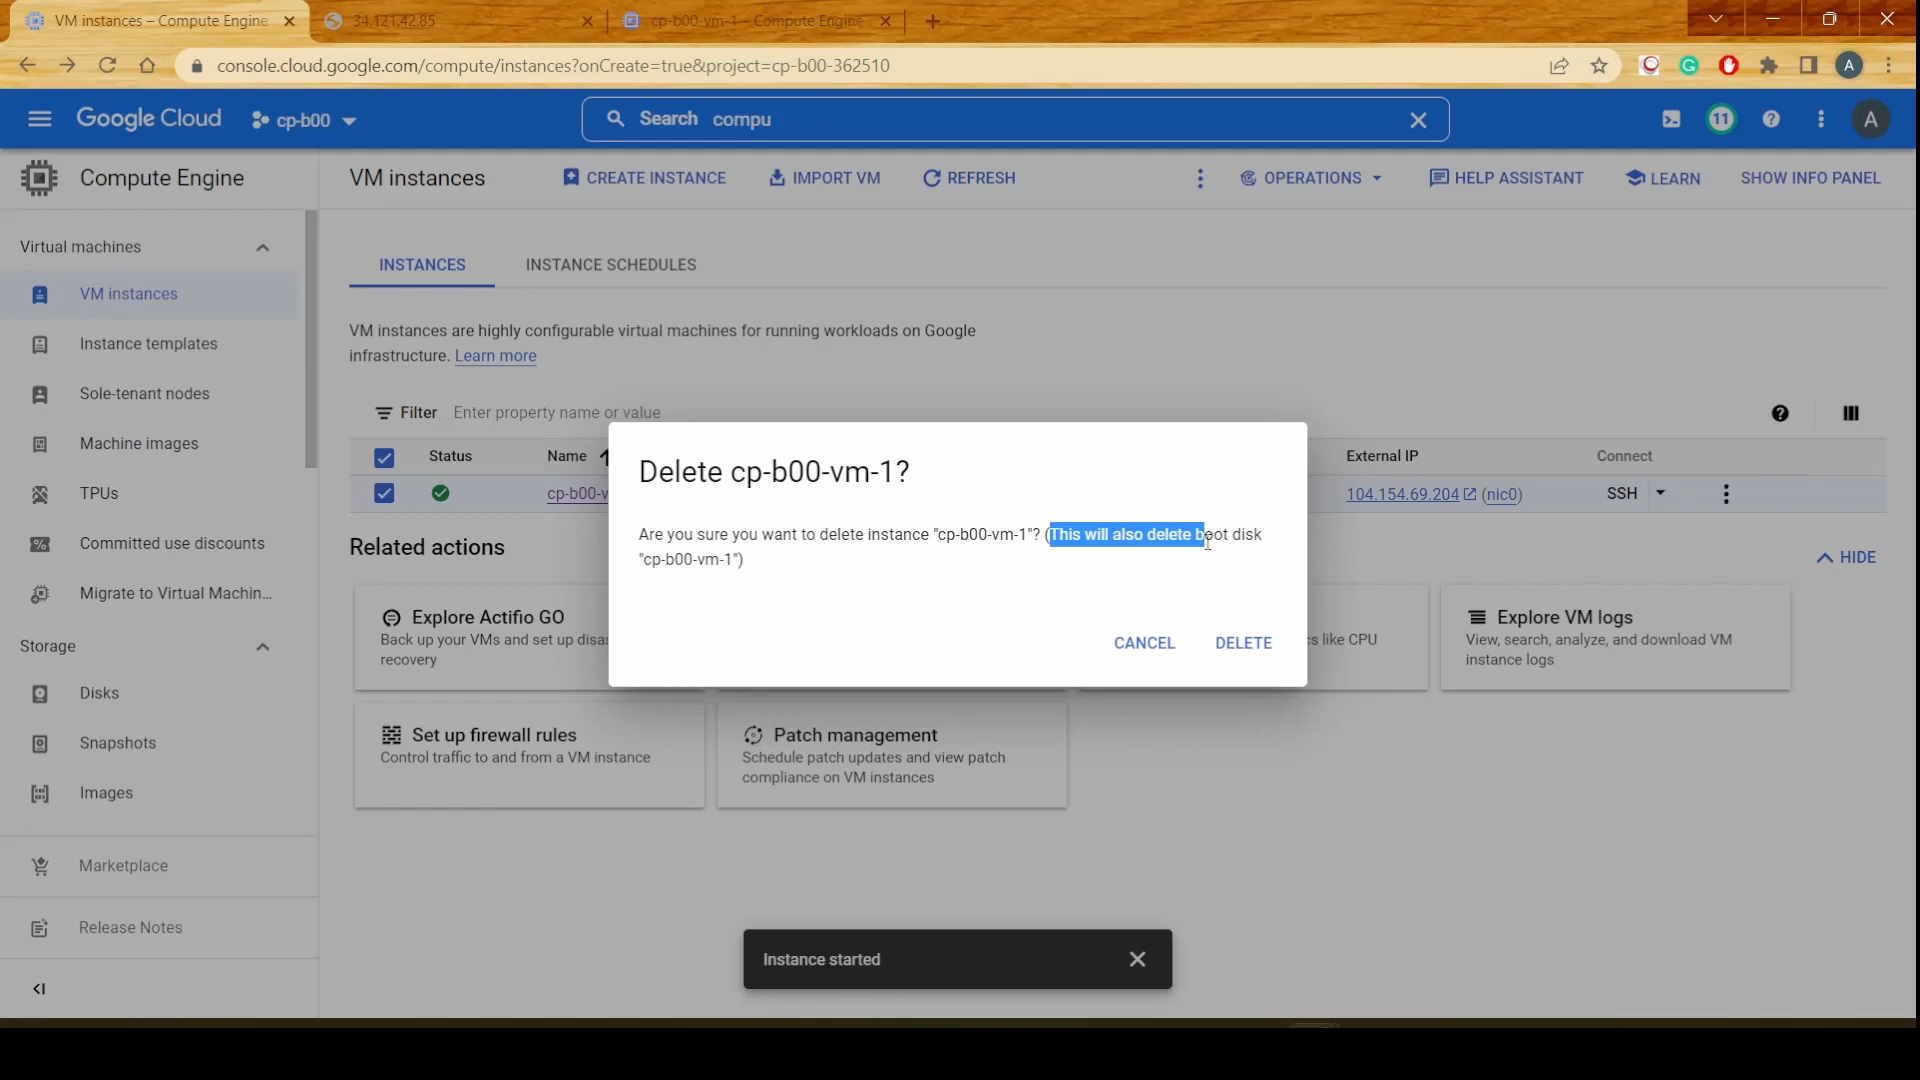 VM instances – Compute Engine
34.121.42.85
cp-b00-vm-1 – Compute Engine
console.cloud.google.com/compute/instances?onCreate=true&project=cp-b00-362510
A
Google Cloud
cp-b00
Search compu
11
A
Compute Engine
VM instances
CREATE INSTANCE
IMPORT VM
REFRESH
OPERATIONS
HELP ASSISTANT
LEARN
SHOW INFO PANEL
Virtual machines
VM instances
Instance templates
Sole-tenant nodes
Machine images
TPUs
Committed use discounts
Migrate to Virtual Machin...
Storage
Disks
Snapshots
Images
Marketplace
Release Notes
INSTANCES
INSTANCE SCHEDULES
VM instances are highly configurable virtual machines for running workloads on Google
infrastructure. Learn more
Filter Enter property name or value
Status Name External IP Connect
cp-b00-v 104.154.69.204 (nic0) SSH
Related actions
HIDE
Explore Actifio GO
Back up your VMs and set up disas
recovery
cs like CPU
Explore VM logs
View, search, analyze, and download VM
instance logs
Set up firewall rules
Control traffic to and from a VM instance
Patch management
Schedule patch updates and view patch
compliance on VM instances
Delete cp-b00-vm-1?
Are you sure you want to delete instance "cp-b00-vm-1"? (This will also delete boot disk
"cp-b00-vm-1")
CANCEL
DELETE
Instance started